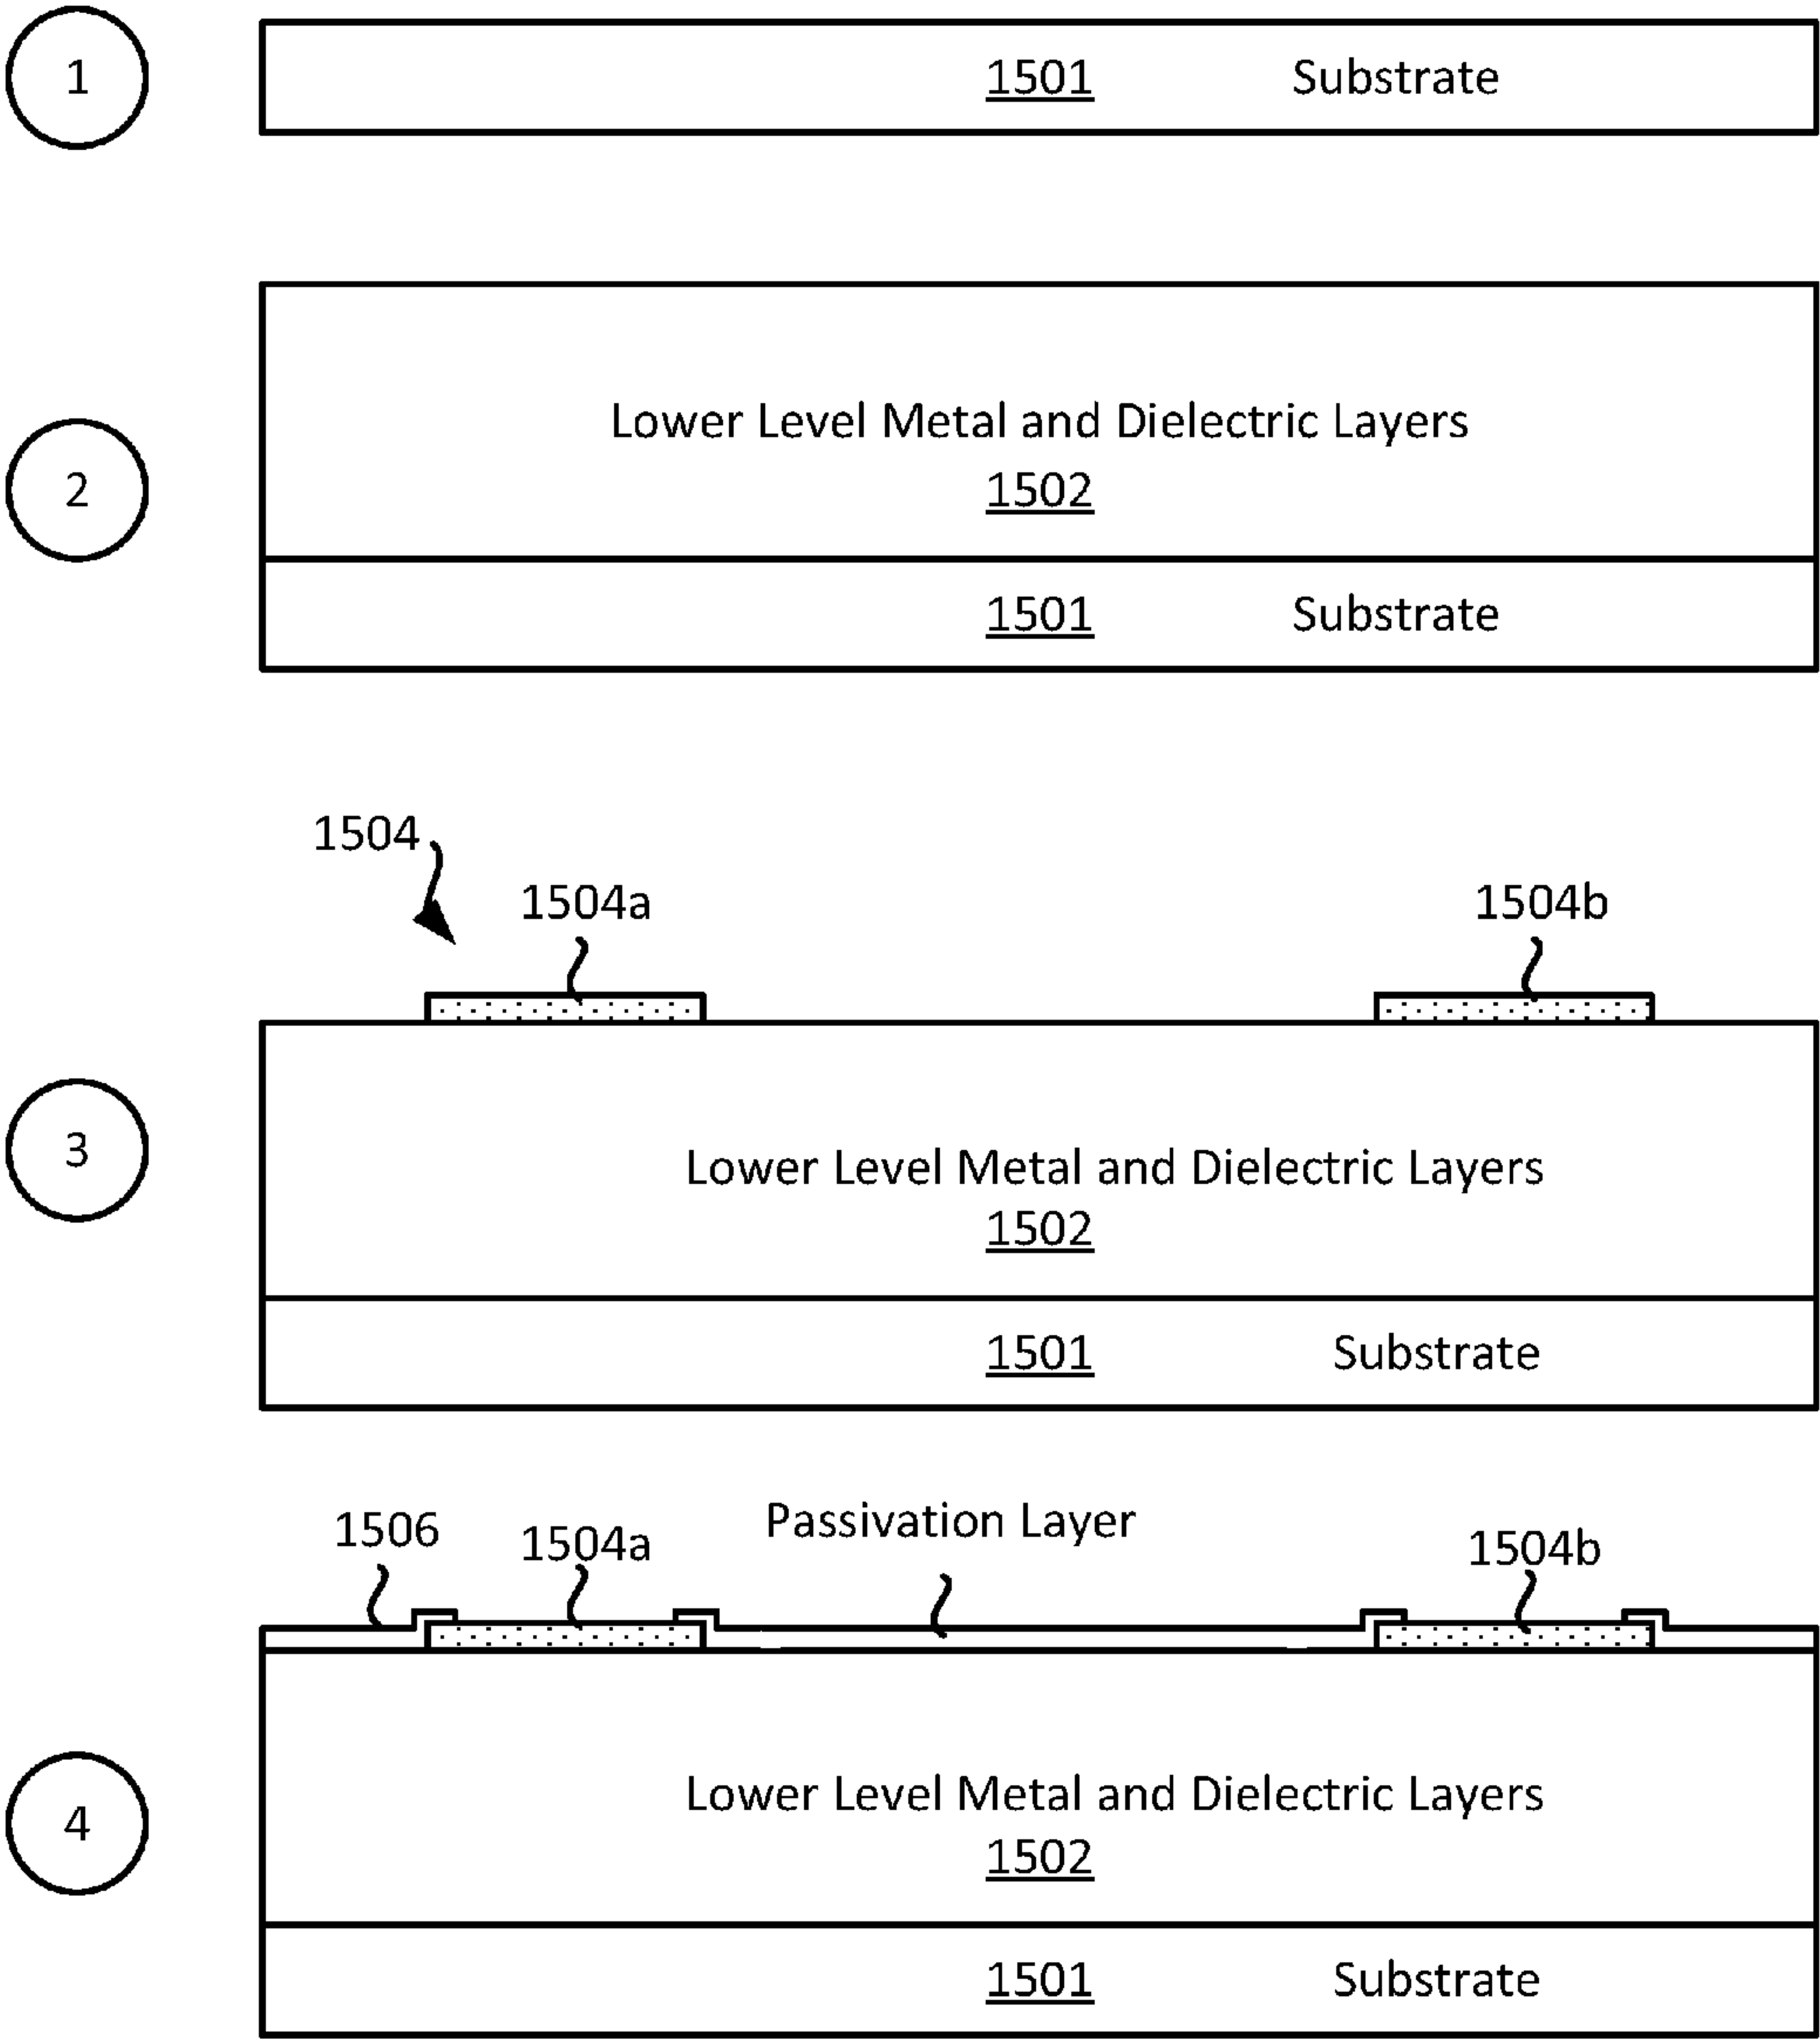 1
1501 Substrate
Lower Level Metal and Dielectric Layers
2
1502
1501 Substrate
1504
1504a 1504b
3
Lower Level Metal and Dielectric Layers
1502
1501 Substrate
Passivation Layer
1506 1504a 1504b
Lower Level Metal and Dielectric Layers
4
1502
1501 Substrate